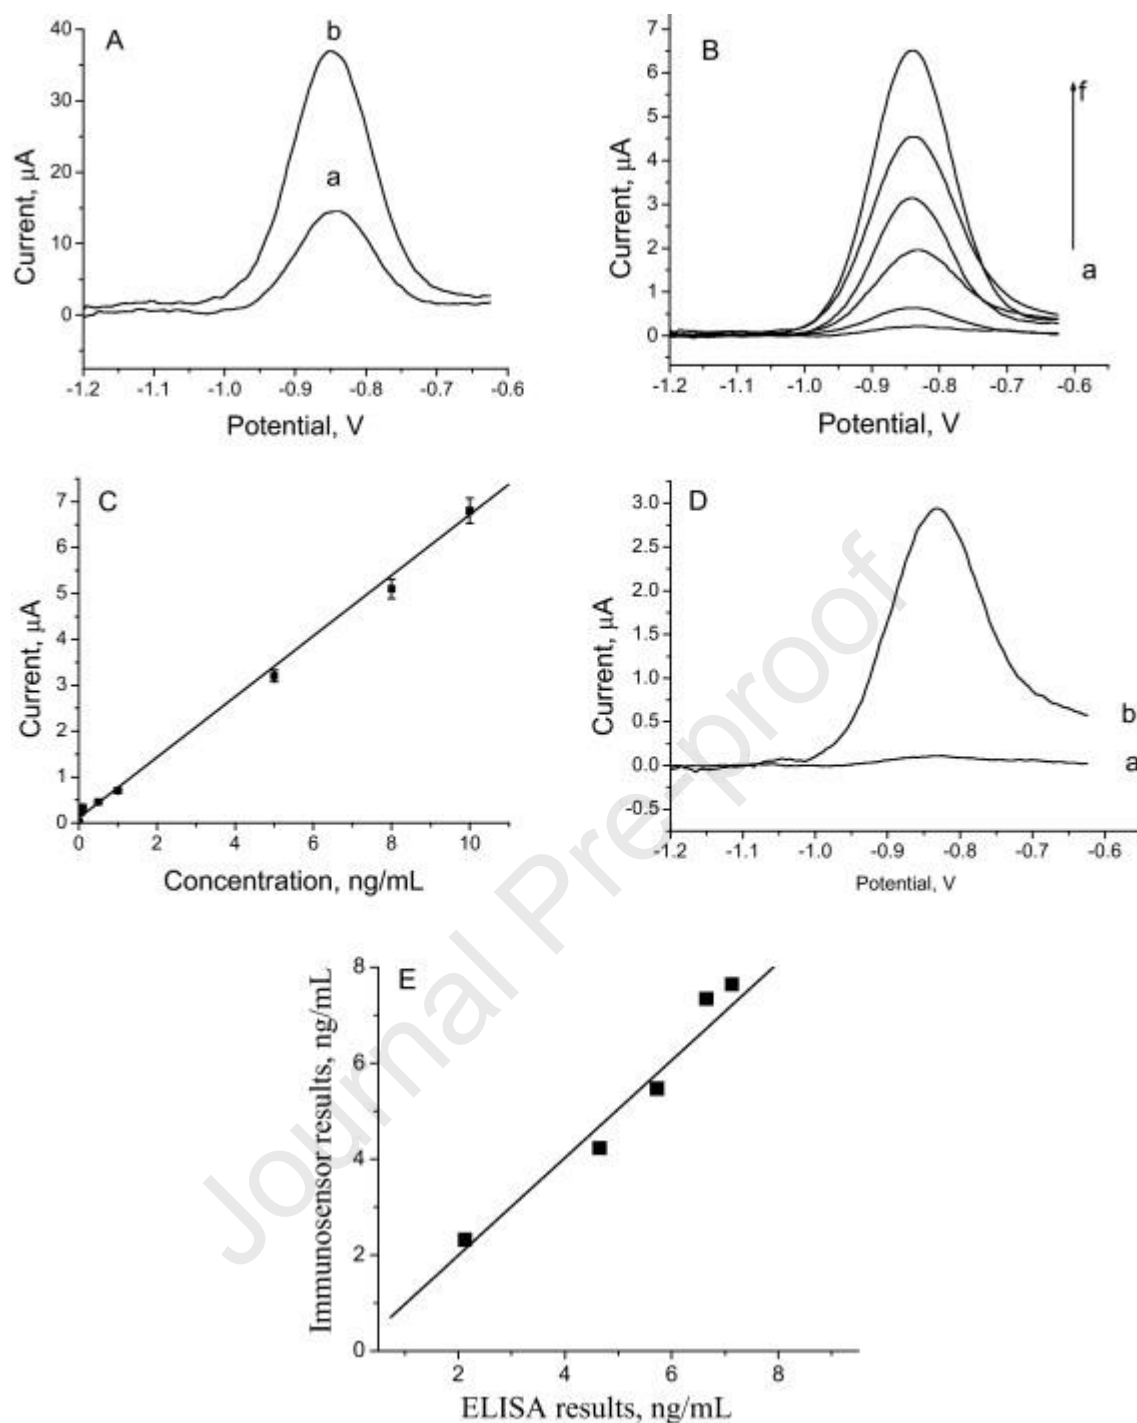 A
b
a
Current, μA
40
30
20
10
0
-1.2 -1.1 -1.0 -0.9 -0.8 -0.7 -0.6
Potential, V
B
f
a
Current, μA
7
6
5
4
3
2
1
0
-1.2 -1.1 -1.0 -0.9 -0.8 -0.7 -0.6
Potential, V
C
Current, μA
7
6
5
4
3
2
1
0
0 2 4 6 8 10
Concentration, ng/mL
D
b
a
Current, μA
3.0
2.5
2.0
1.5
1.0
0.5
0.0
-0.5
-1.2 -1.1 -1.0 -0.9 -0.8 -0.7 -0.6
Potential, V
E
Immunosensor results, ng/mL
8
6
4
2
0
2 4 6 8
ELISA results, ng/mL
Journal Pre-proof